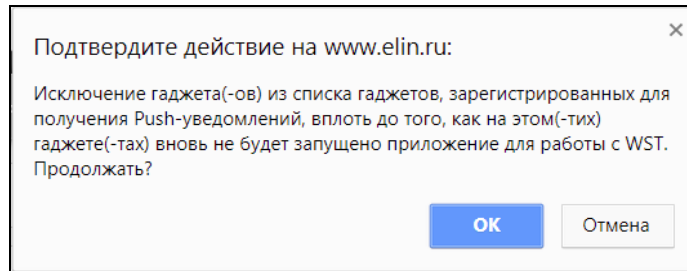 Подтвердите действие на www.elin.ru:
Исключение гаджета(-ов) из списка гаджетов, зарегистрированных для
получения Push-уведомлений, вплоть до того, как на этом(-тих)
гаджете(-тах) вновь не будет запущено приложение для работы с WST.
Продолжать?
ОК
Отмена